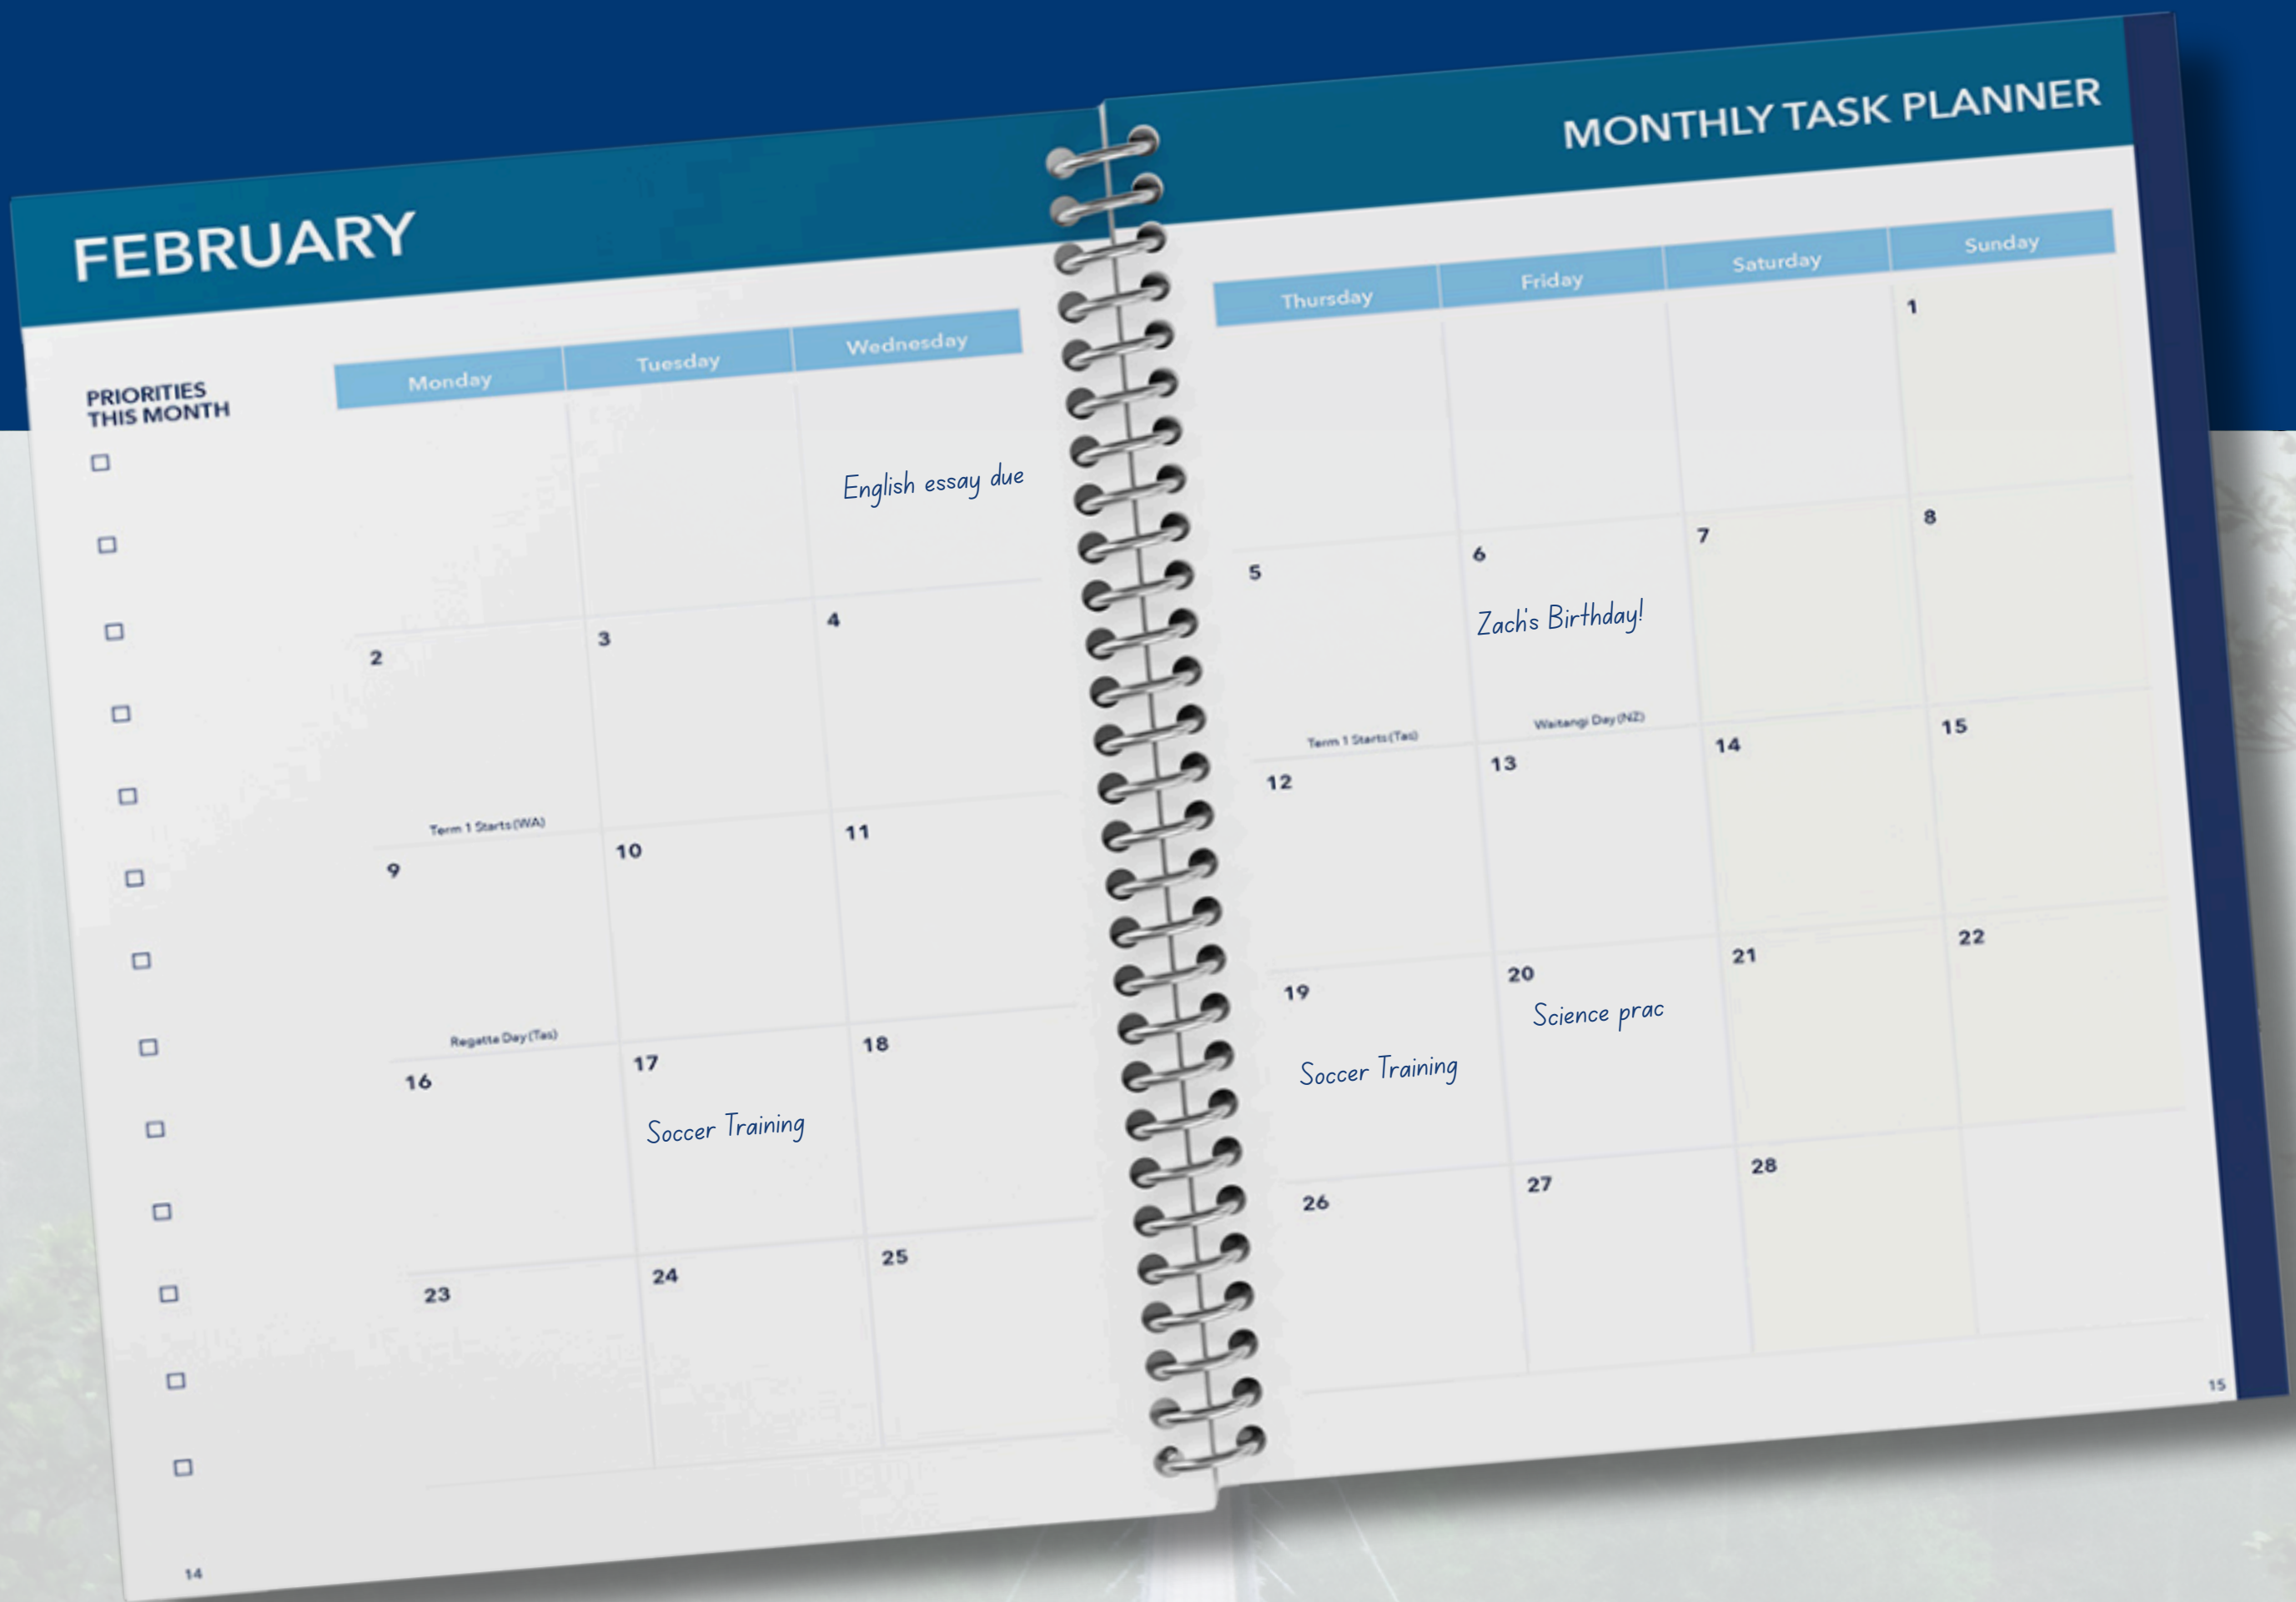 FEBRUARY
MONTHLY TASK PLANNER
PRIORITIES
THIS MONTH
Monday
Tuesday
Wednesday
Thursday
Friday
Saturday
Sunday
English essay due
1
2
Term 1 Starts (WA)
3
4
5
Term 1 Starts (Tas)
6
Zach's Birthday!
Waitangi Day (NZ)
7
8
9
Regatta Day (Tas)
10
11
12
13
14
15
16
17
Soccer Training
18
19
Soccer Training
20
Science prac
21
22
23
24
25
26
27
28
14
15